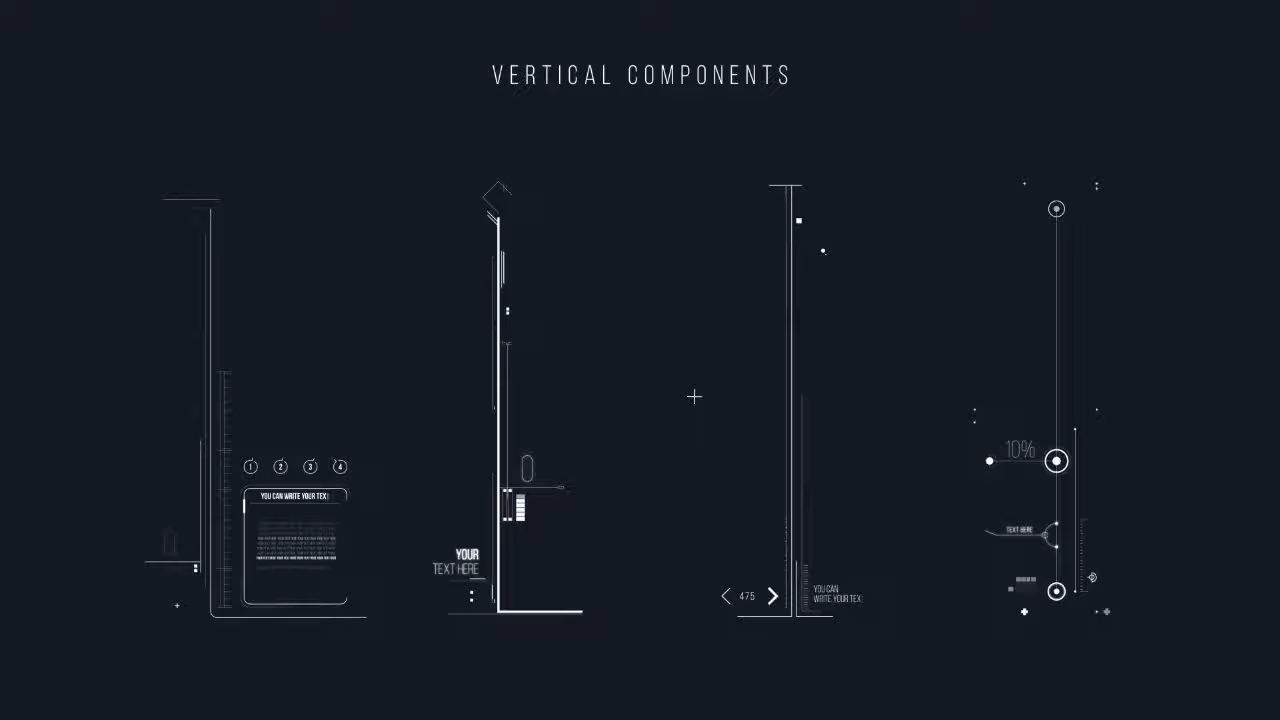 VERTICAL COMPONENTS
1 2 3 4
YOU CAN WRITE YOUR TEX
YOUR
TEXT HERE
475
YOU CAN
WRITE YOUR TEX
10%
TEXT HERE